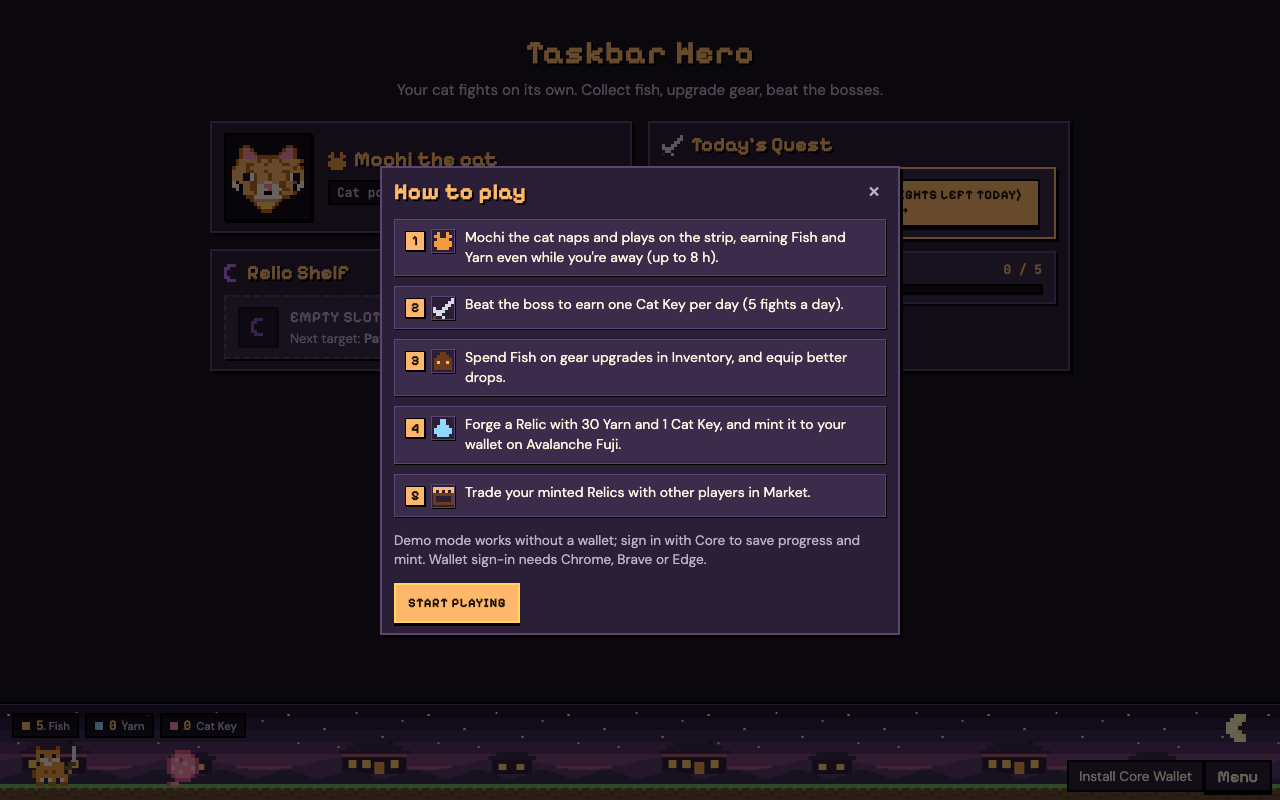 Taskbar Hero
Your cat fights on its own. Collect fish, upgrade gear, beat the bosses.
Mochi the cat
Cat
Today's Quest
LEFT TODAY)
0 / 5
Relic Shelf
EMPTY SLOT
Next target:
How to play
×
1
Mochi the cat naps and plays on the strip, earning Fish and
Yarn even while you're away (up to 8 h).
2
Beat the boss to earn one Cat Key per day (5 fights a day).
3
Spend Fish on gear upgrades in Inventory, and equip better
drops.
4
Forge a Relic with 30 Yarn and 1 Cat Key, and mint it to your
wallet on Avalanche Fuji.
5
Trade your minted Relics with other players in Market.
Demo mode works without a wallet; sign in with Core to save progress and
mint. Wallet sign-in needs Chrome, Brave or Edge.
START PLAYING
5 Fish
0 Yarn
0 Cat Key
Install Core Wallet
Menu